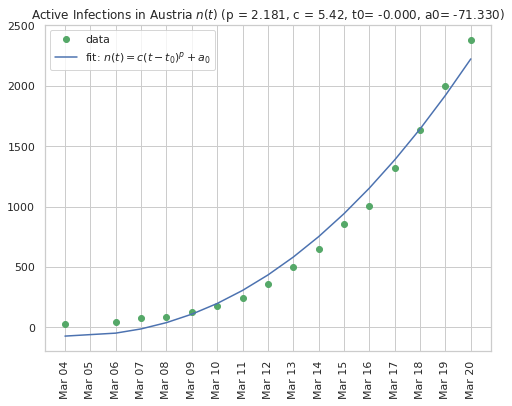 Active Infections in Austria n(t) (p = 2.181, c = 5.42, t0= -0.000, a0= -71.330)
data
fit: n(t) = c(t − t₀)ᵖ + a₀
2500
2000
1500
1000
500
0
Mar 04
Mar 05
Mar 06
Mar 07
Mar 08
Mar 09
Mar 10
Mar 11
Mar 12
Mar 13
Mar 14
Mar 15
Mar 16
Mar 17
Mar 18
Mar 19
Mar 20